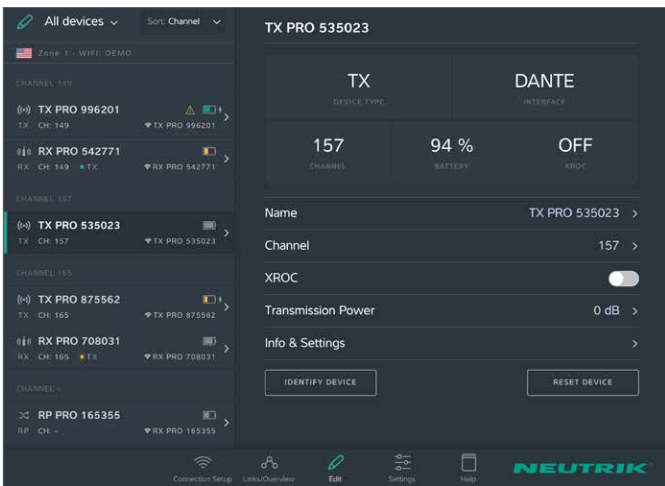 All devices
Sort: Channel
Zone 1 - WIFI: DEMO
CHANNEL 149
TX PRO 996201
TX CH: 149 TX PRO 996201
RX PRO 542771
RX CH: 149 TX RX PRO 542771
CHANNEL 157
TX PRO 535023
TX CH: 157 TX PRO 535023
CHANNEL 165
TX PRO 875562
TX CH: 165 TX PRO 875562
RX PRO 708031
RX CH: 165 TX RX PRO 708031
CHANNEL -
RP PRO 165355
RP CH: - RX PRO 165355
TX PRO 535023
TX DANTE
DEVICE TYPE INTERFACE
157 94 % OFF
CHANNEL BATTERY XROC
Name TX PRO 535023
Channel 157
XROC
Transmission Power 0 dB
Info & Settings
IDENTIFY DEVICE RESET DEVICE
Connection Setup Links/Overview Edit Settings Help
NEUTRIK